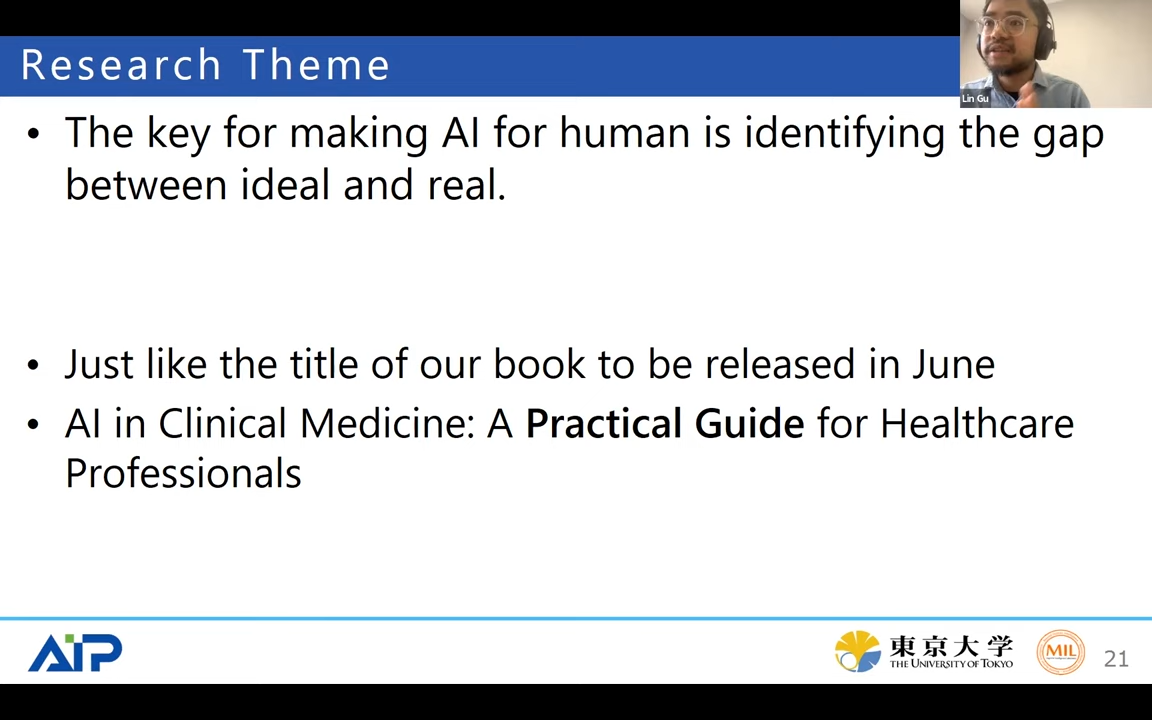 Research Theme
Lin Gu
• The key for making AI for human is identifying the gap
between ideal and real.
• Just like the title of our book to be released in June
• AI in Clinical Medicine: A Practical Guide for Healthcare
Professionals
AIP
東京大学
THE UNIVERSITY OF TOKYO
MIL
21